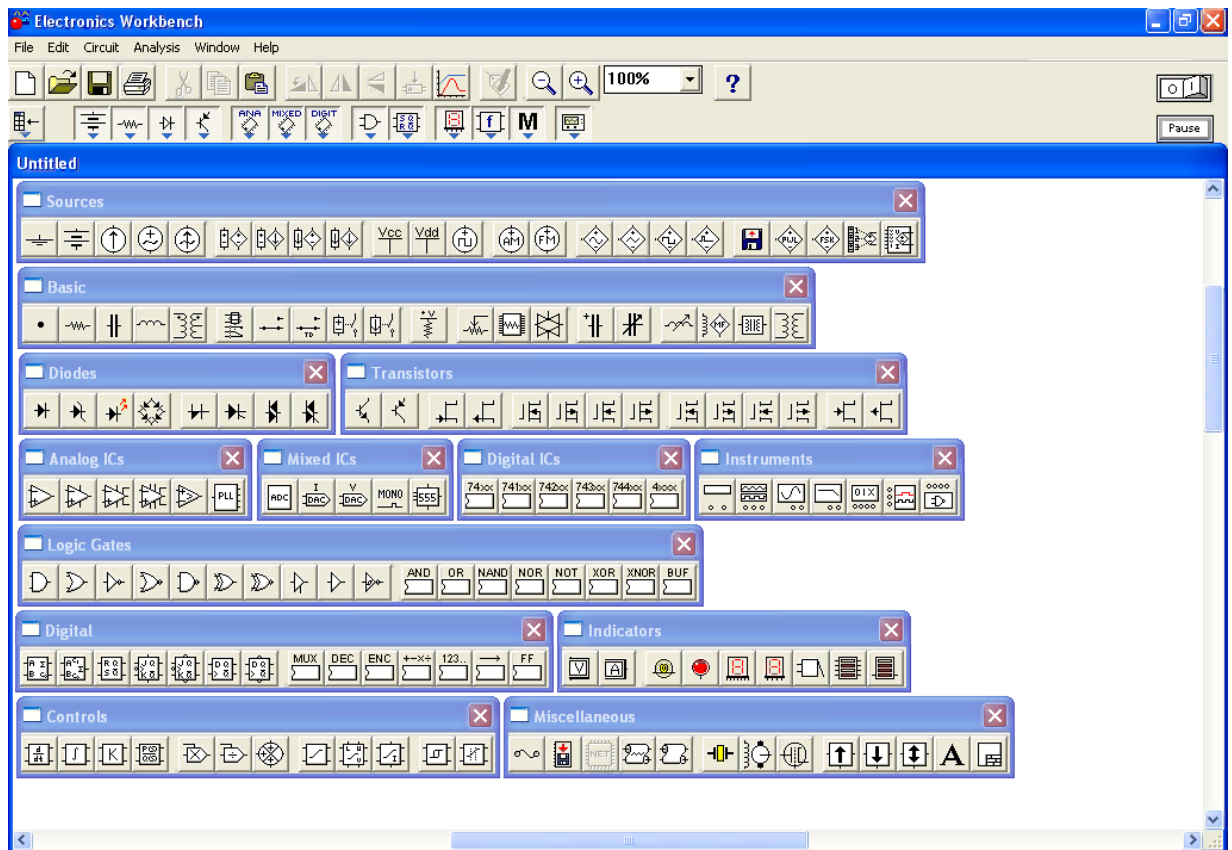 Electronics Workbench
File Edit Circuit Analysis Window Help
100% ?
ANA MIXED DIGIT
f M
Pause
Untitled
Sources
Vcc Vdd AM FM PUL FSK
Basic
TD +V MF
Diodes Transistors
Analog ICs Mixed ICs Digital ICs Instruments
PLL ADC I DAC V DAC MONO 555 74xx 741xx 742xx 743xx 744xx 4xxx 01X
Logic Gates
AND OR NAND NOR NOT XOR XNOR BUF
Digital Indicators
MUX DEC ENC +-×÷ 123.. FF V A
Controls Miscellaneous
K NET A